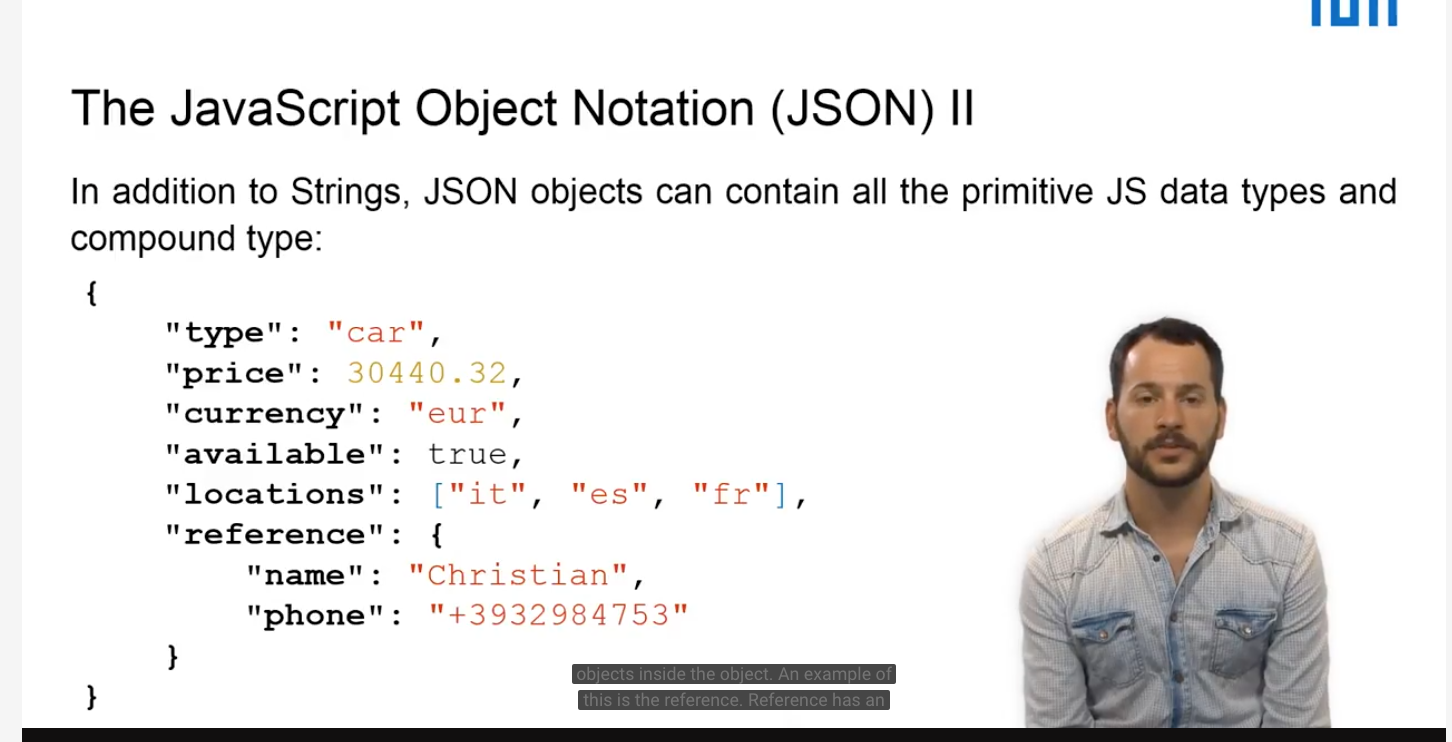 The JavaScript Object Notation (JSON) II
In addition to Strings, JSON objects can contain all the primitive JS data types and
compound type:
{
"type": "car",
"price": 30440.32,
"currency": "eur",
"available": true,
"locations": ["it", "es", "fr"],
"reference": {
"name": "Christian",
"phone": "+3932984753"
}
}
objects inside the object. An example of
this is the reference. Reference has an